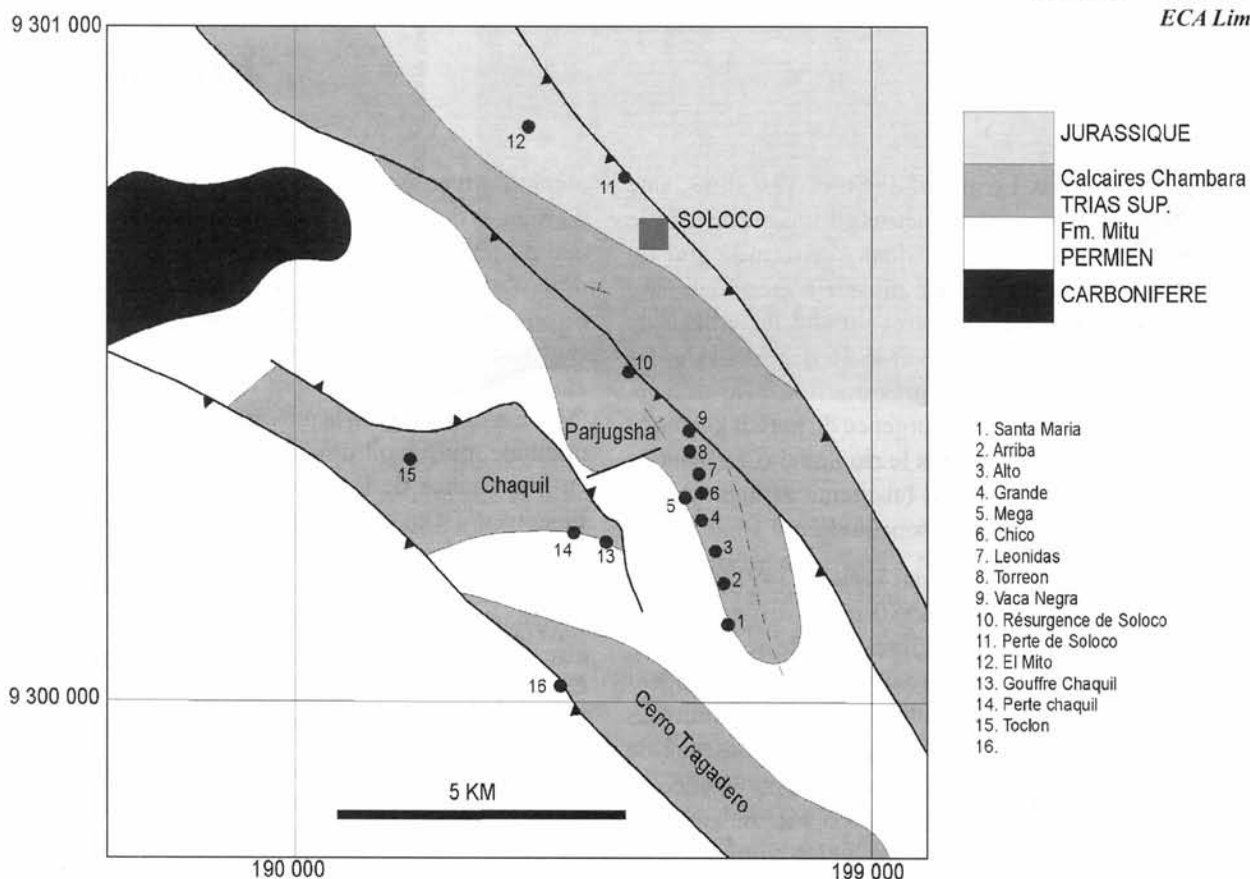 ECA Lim
9 301 000
12
11
SOLOCO
10
9
Parjugsha
8
7
15
Chaquil
5
6
4
14
13
3
2
1
9 300 000
16
Cerro Tragadero
5 KM
190 000
199 000
JURASSIQUE
Calcaires Chambara
TRIAS SUP.
Fm. Mitu
PERMIEN
CARBONIFERE
1. Santa Maria
2. Arriba
3. Alto
4. Grande
5. Mega
6. Chico
7. Leonidas
8. Torreon
9. Vaca Negra
10. Résurgence de Soloco
11. Perte de Soloco
12. El Mito
13. Gouffre Chaquil
14. Perte chaquil
15. Toclon
16.